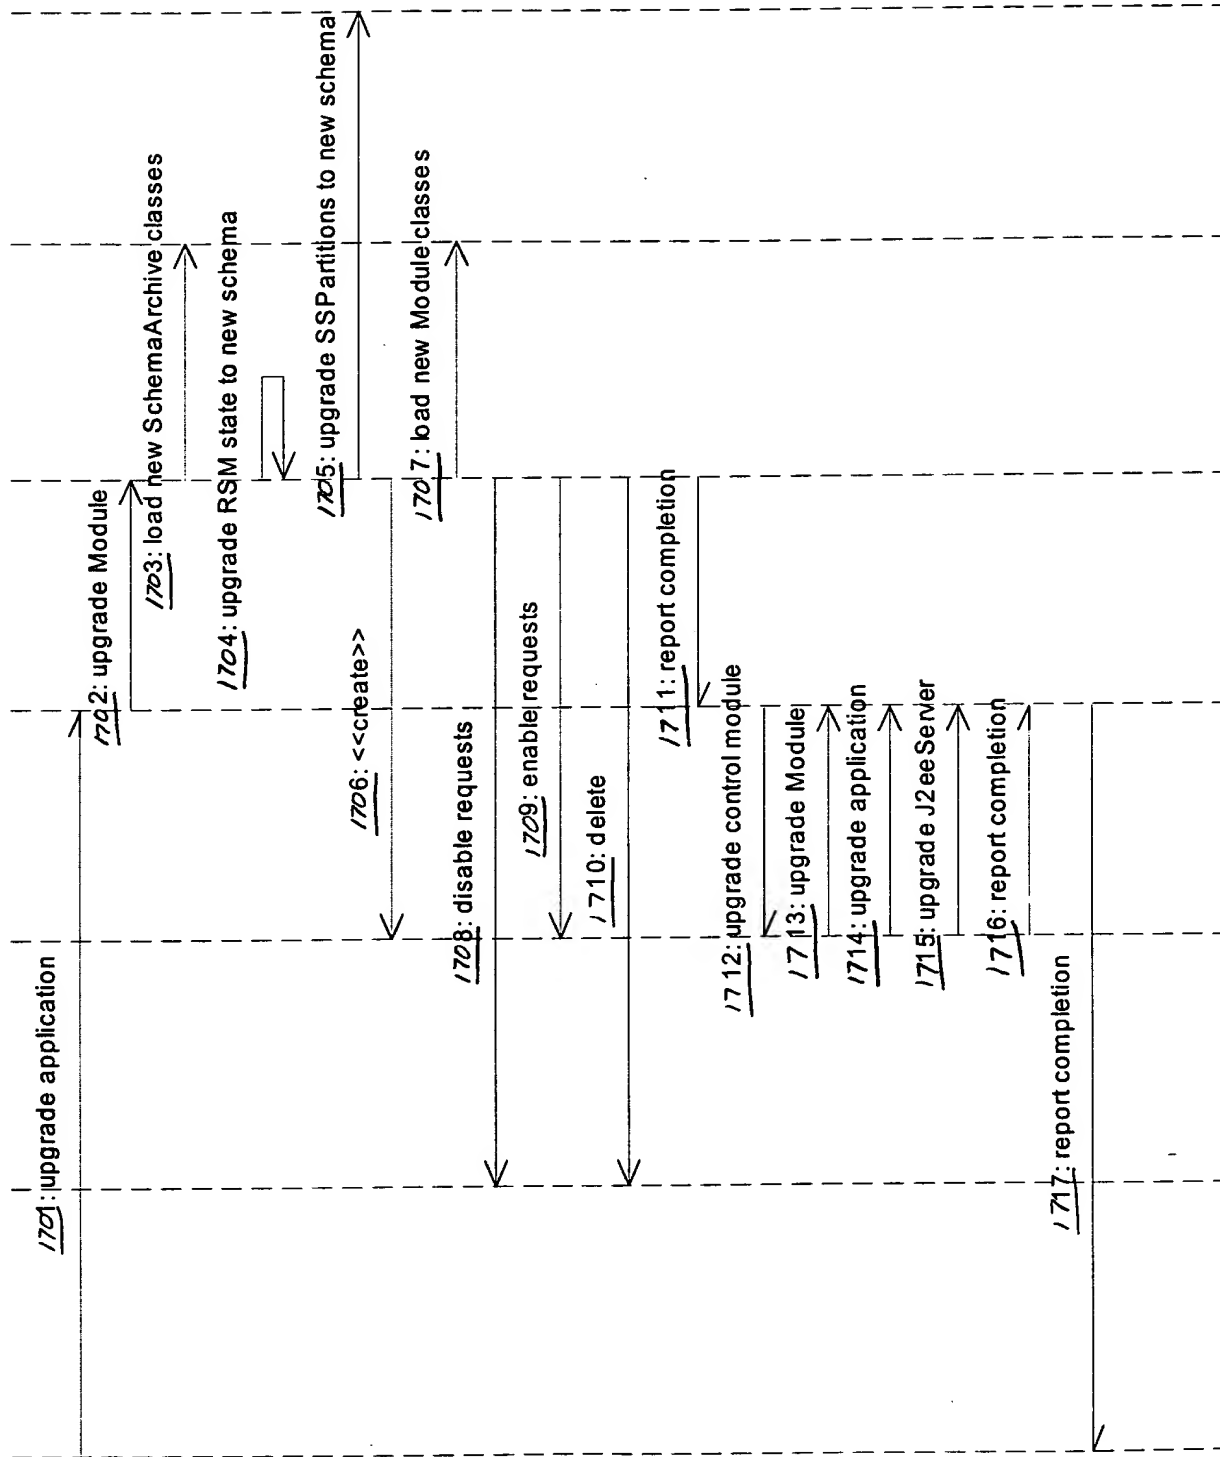 1701: upgrade application
1702: upgrade Module
1703: load new SchemaArchive classes
1704: upgrade RSM state to new schema
1705: upgrade SSPartitions to new schema
1706: <<create>>
1707: load new Module classes
1708: disable requests
1709: enable requests
1710: delete
1711: report completion
1712: upgrade control module
1713: upgrade Module
1714: upgrade application
1715: upgrade J2eeServer
1716: report completion
1717: report completion